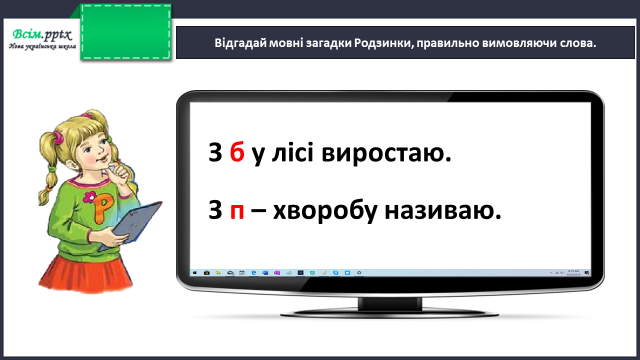 Всім.pptx
Нова українська школа
Відгадай мовні загадки Родзинки, правильно вимовляючи слова.
З б у лісі виростаю.
З п – хворобу називаю.
Р